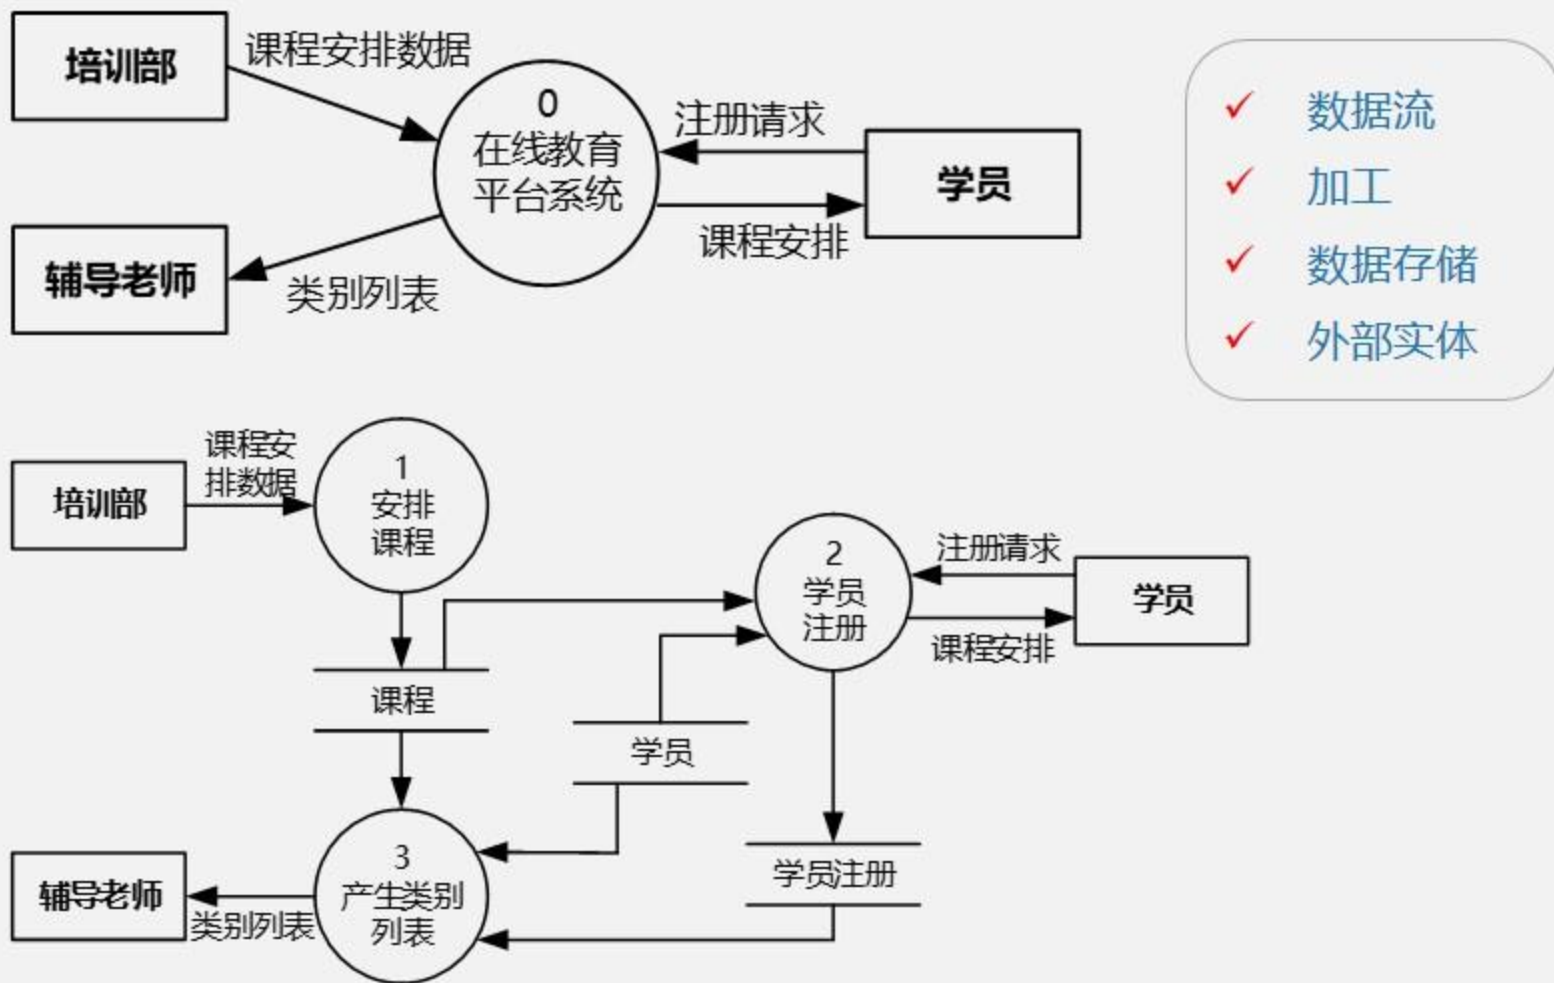 培训部
课程安排数据
0
在线教育
平台系统
注册请求
学员
课程安排
辅导老师
类别列表
✓ 数据流
✓ 加工
✓ 数据存储
✓ 外部实体
培训部
课程安
排数据
1
安排
课程
2
学员
注册
注册请求
学员
课程安排
课程
学员
学员注册
3
产生类别
列表
辅导老师
类别列表